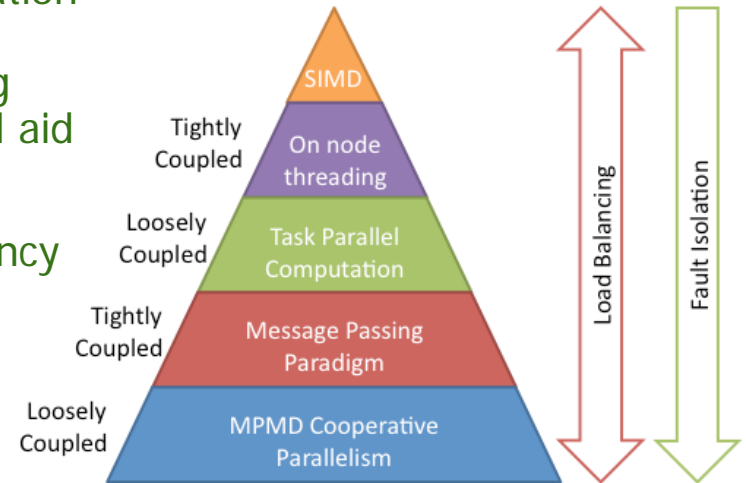 aid
SIMD
Tightly
Coupled
On node
threading
Loosely
Coupled
Task Parallel
Computation
Tightly
Coupled
Message Passing
Paradigm
Loosely
Coupled
MPMD Cooperative
Parallelism
Load Balancing
Fault Isolation